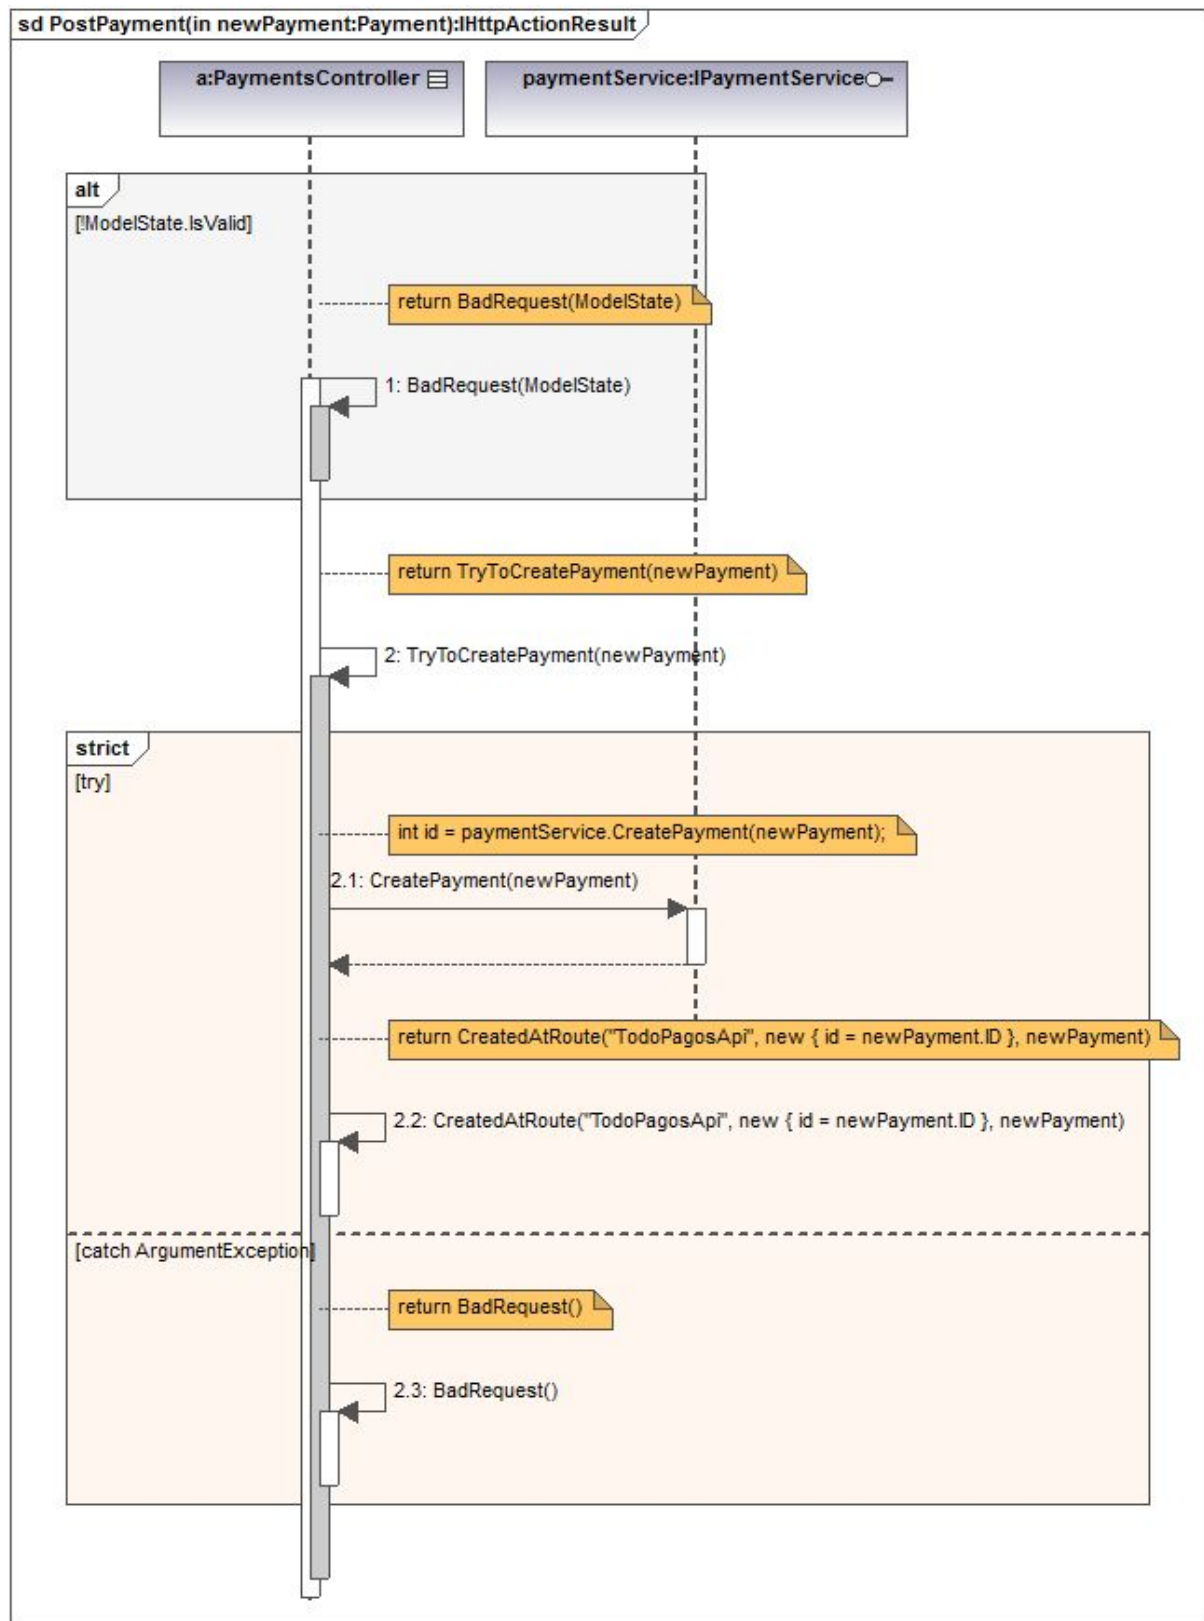 sd PostPayment(in newPayment:Payment):IHttpActionResult
a:PaymentsController
paymentService:IPaymentService
alt
[!ModelState.IsValid]
return BadRequest(ModelState)
1: BadRequest(ModelState)
return TryToCreatePayment(newPayment)
2: TryToCreatePayment(newPayment)
strict
[try]
int id = paymentService.CreatePayment(newPayment);
2.1: CreatePayment(newPayment)
return CreatedAtRoute("TodoPagosApi", new { id = newPayment.ID }, newPayment)
2.2: CreatedAtRoute("TodoPagosApi", new { id = newPayment.ID }, newPayment)
[catch ArgumentException]
return BadRequest()
2.3: BadRequest()